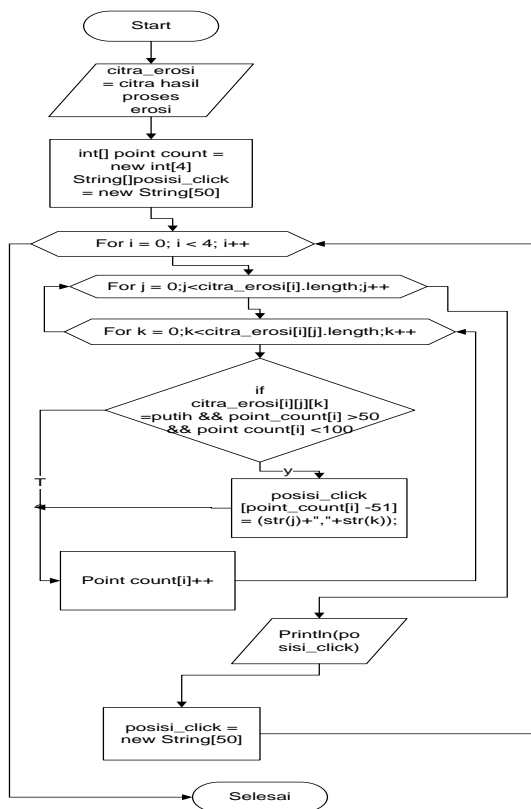 Start
citra_erosi
= citra hasil
proses
erosi
int[] point count =
new int[4]
String[]posisi_click
= new String[50]
For i = 0; i < 4; i++
For j = 0;j<citra_erosi[i].length;j++
For k = 0;k<citra_erosi[i][j].length;k++
if
citra_erosi[i][j][k]
=putih && point_count[i] >50
&& point count[i] <100
y
T
posisi_click
[point_count[i] -51]
= (str(j)+","+str(k));
Point count[i]++
Println(po
sisi_click)
posisi_click =
new String[50]
Selesai